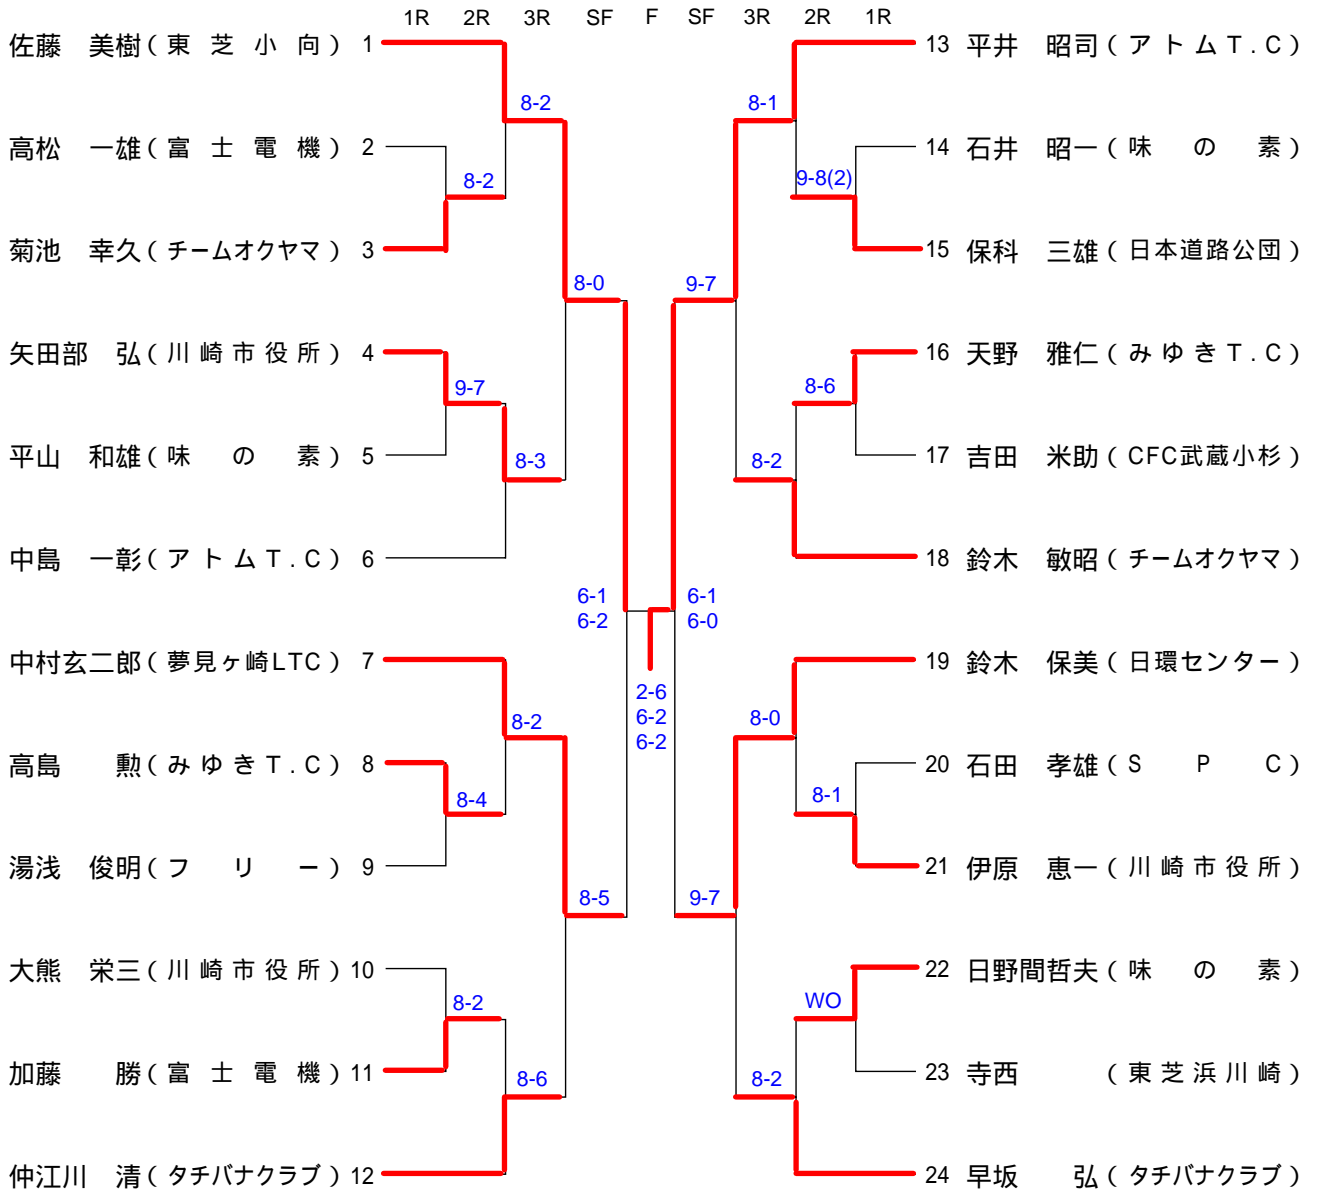 1R 2R 3R SF F SF 3R 2R 1R
佐藤 美樹(東芝小向) 1
13 平井 昭司(アトムT.C)
8-2
8-1
高松 一雄(富士電機) 2
14 石井 昭一(味の素)
8-2
9-8(2)
菊池 幸久(チームオクヤマ) 3
15 保科 三雄(日本道路公団)
8-0
9-7
矢田部 弘(川崎市役所) 4
16 天野 雅仁(みゆきT.C)
9-7
8-6
平山 和雄(味の素) 5
17 吉田 米助(CFC武蔵小杉)
8-3
8-2
中島 一彰(アトムT.C) 6
18 鈴木 敏昭(チームオクヤマ)
6-1
6-2
6-1
6-0
中村玄二郎(夢見ヶ崎LTC) 7
19 鈴木 保美(日環センター)
2-6
6-2
6-2
8-2
8-0
高島 勲(みゆきT.C) 8
20 石田 孝雄(SPC)
8-4
8-1
湯浅 俊明(フリー) 9
21 伊原 恵一(川崎市役所)
8-5
9-7
大熊 栄三(川崎市役所) 10
22 日野間哲夫(味の素)
8-2
WO
加藤 勝(富士電機) 11
23 寺西 (東芝浜川崎)
8-6
8-2
仲江川 清(タチバナクラブ) 12
24 早坂 弘(タチバナクラブ)